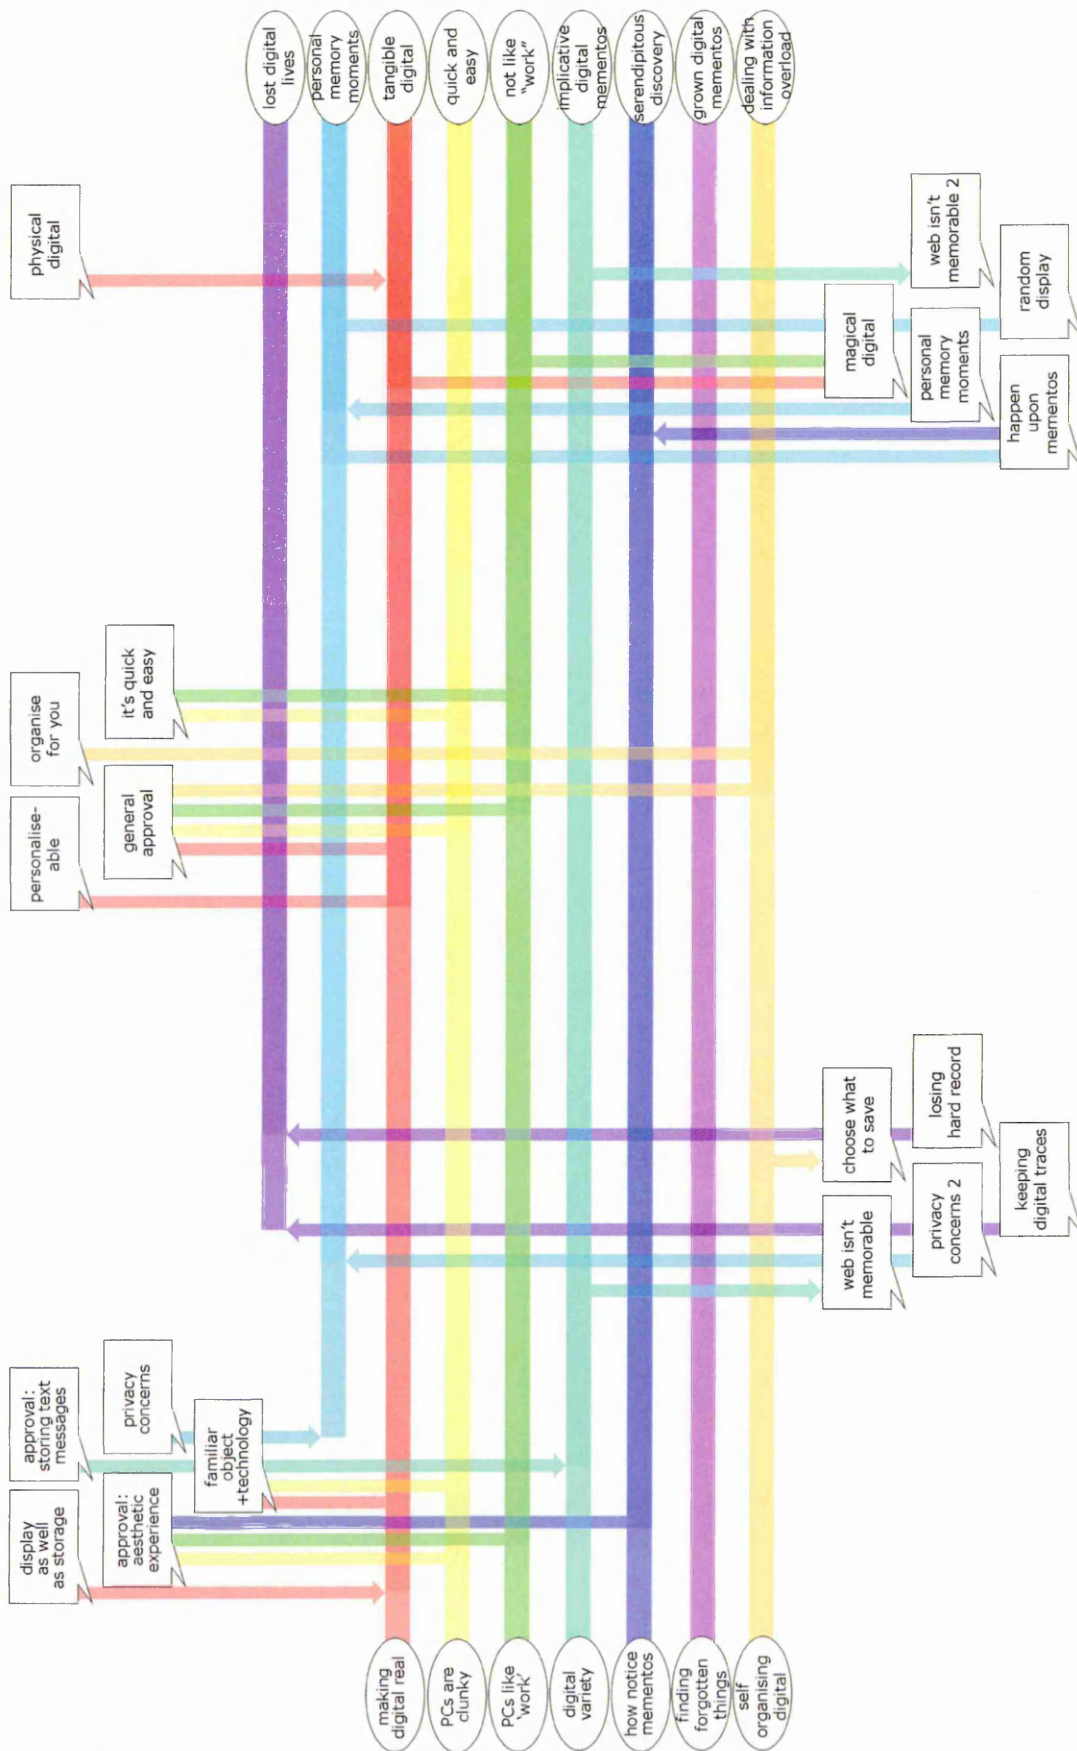 lost digital
lives
personal
memory
moments
tangible
digital
quick and
easy
not like
"work"
implicative
digital
mementos
serendipitous
discovery
grown digital
mementos
dealing with
information
overload
physical
digital
web isn't
memorable 2
random
display
magical
digital
personal
memory
moments
happen
upon
mementos
it's quick
and easy
organise
for you
general
approval
personalise-
able
choose what
to save
losing
hard record
keeping
digital traces
privacy
concerns 2
web isn't
memorable
privacy
concerns
approval:
storing text
messages
familiar
object
+technology
approval:
aesthetic
experience
display
as well
as storage
making
digital real
PCs are
clunky
PCs like
'work'
digital
variety
how notice
mementos
finding
forgotten
things
self
organising
digital